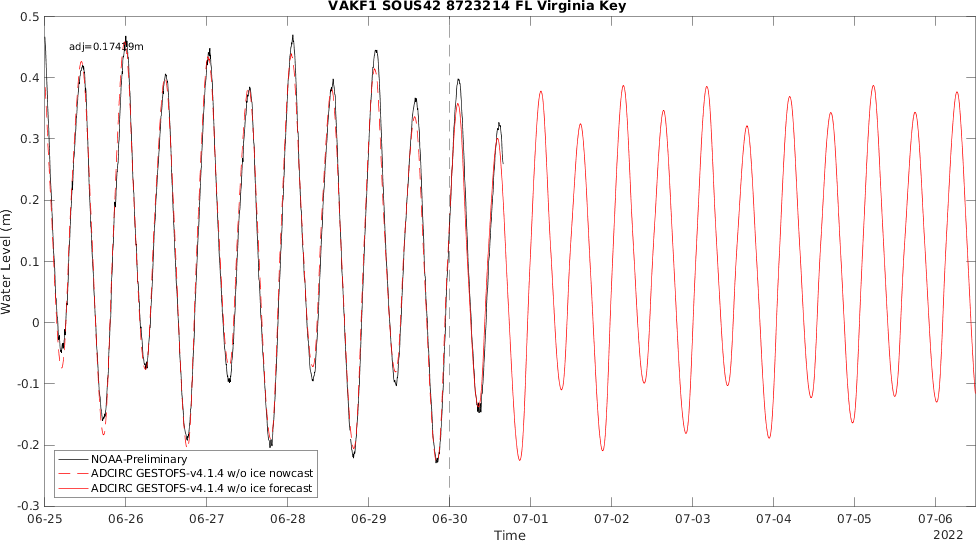 VAKF1 SOUS42 8723214 FL Virginia Key
0.5
adj=0.17419m
0.4
0.3
0.2
0.1
0
-0.1
-0.2
-0.3
Water Level (m)
NOAA-Preliminary
ADCIRC GESTOFS-v4.1.4 w/o ice nowcast
ADCIRC GESTOFS-v4.1.4 w/o ice forecast
06-25 06-26 06-27 06-28 06-29 06-30 07-01 07-02 07-03 07-04 07-05 07-06
Time
2022